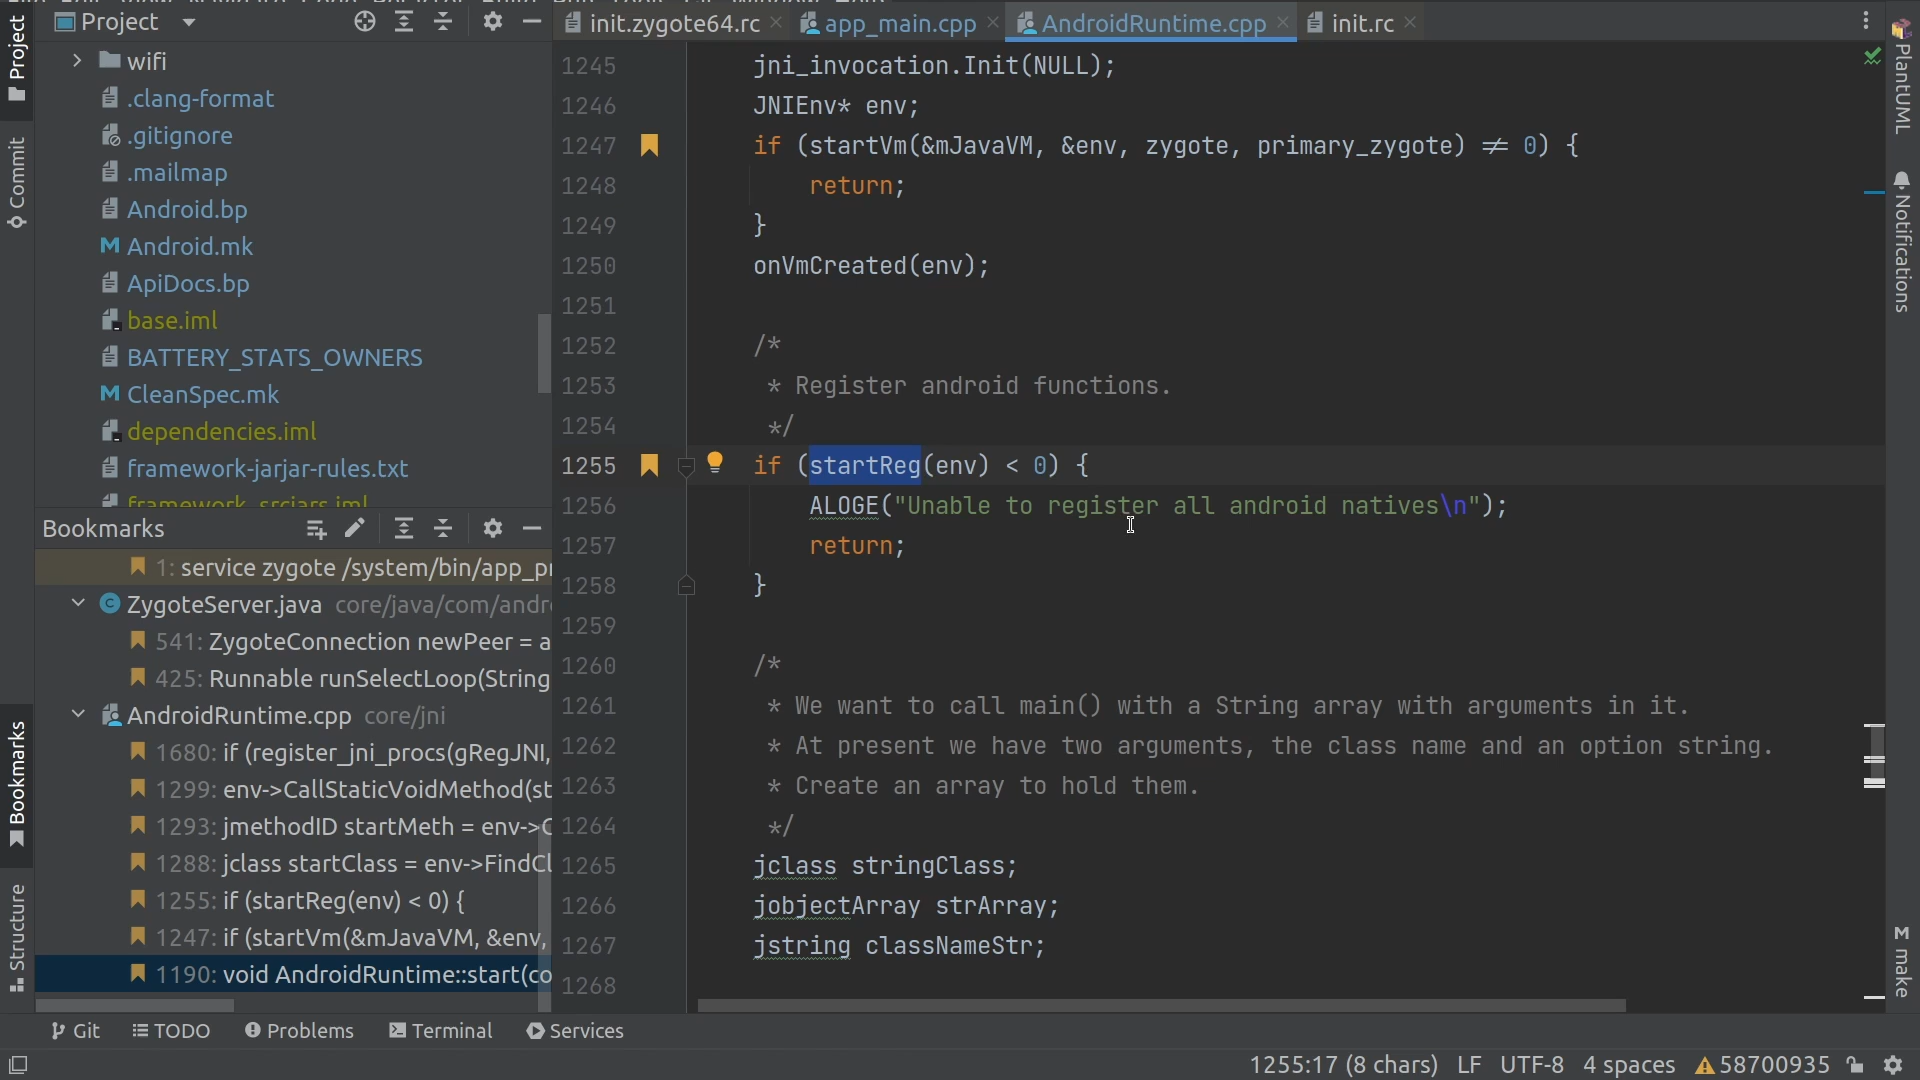 Project
init.zygote64.rc
app_main.cpp
AndroidRuntime.cpp
init.rc
Project
Commit
Bookmarks
Structure
wifi
.clang-format
.gitignore
.mailmap
Android.bp
Android.mk
ApiDocs.bp
base.iml
BATTERY_STATS_OWNERS
CleanSpec.mk
dependencies.iml
framework-jarjar-rules.txt
framework_srcjars.iml
Bookmarks
1: service zygote /system/bin/app_pr
ZygoteServer.java core/java/com/andr
541: ZygoteConnection newPeer = a
425: Runnable runSelectLoop(String
AndroidRuntime.cpp core/jni
1680: if (register_jni_procs(gRegJNI,
1299: env->CallStaticVoidMethod(st
1293: jmethodID startMeth = env->G
1288: jclass startClass = env->FindCl
1255: if (startReg(env) < 0) {
1247: if (startVm(&mJavaVM, &env,
1190: void AndroidRuntime::start(co
1245 jni_invocation.Init(NULL);
1246 JNIEnv* env;
1247 if (startVm(&mJavaVM, &env, zygote, primary_zygote) != 0) {
1248 return;
1249 }
1250 onVmCreated(env);
1251
1252 /*
1253 * Register android functions.
1254 */
1255 if (startReg(env) < 0) {
1256 ALOGE("Unable to register all android natives\n");
1257 return;
1258 }
1259
1260 /*
1261 * We want to call main() with a String array with arguments in it.
1262 * At present we have two arguments, the class name and an option string.
1263 * Create an array to hold them.
1264 */
1265 jclass stringClass;
1266 jobjectArray strArray;
1267 jstring classNameStr;
1268
PlantUML
Notifications
make
Git
TODO
Problems
Terminal
Services
1255:17 (8 chars) LF UTF-8 4 spaces 58700935